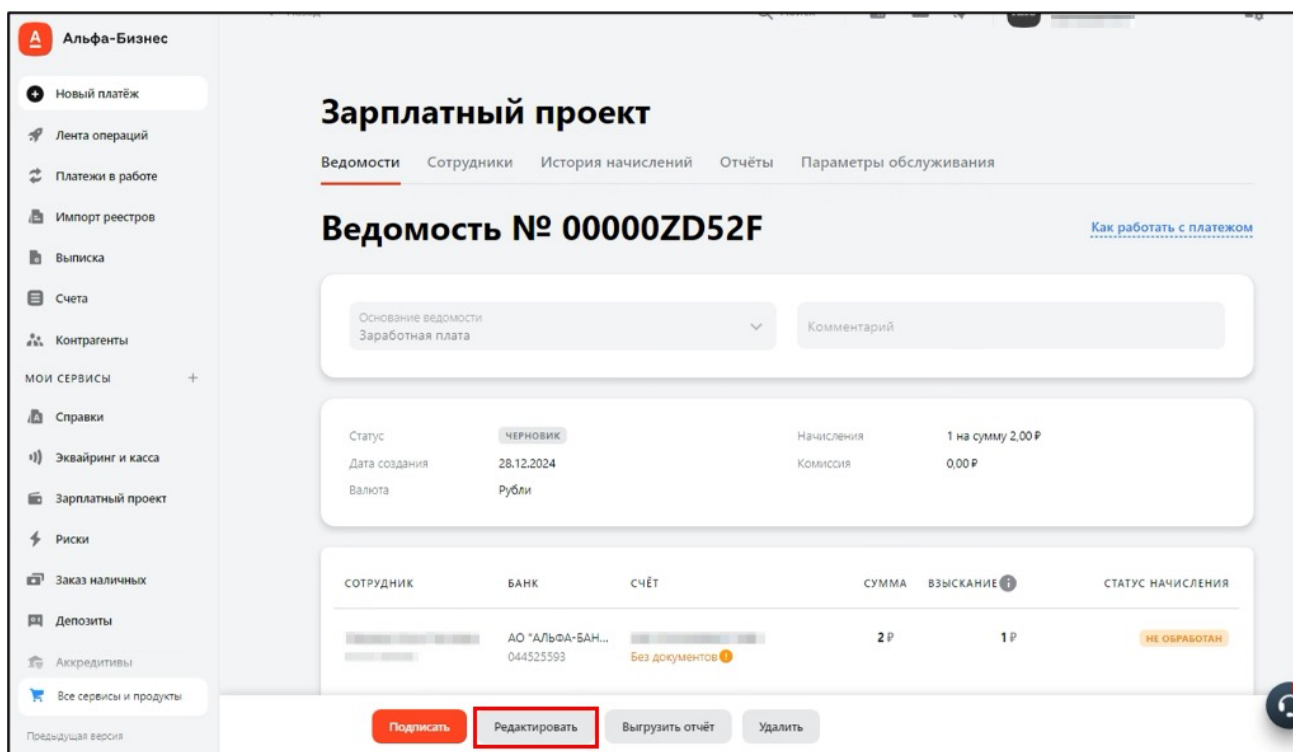 Альфа-Бизнес
Новый платёж
Лента операций
Платежи в работе
Импорт реестров
Выписка
Счета
Контрагенты
МОИ СЕРВИСЫ +
Справки
Эквайринг и касса
Зарплатный проект
Риски
Заказ наличных
Депозиты
Аккредитивы
Все сервисы и продукты
Предыдущая версия
Зарплатный проект
Ведомости Сотрудники История начислений Отчёты Параметры обслуживания
Ведомость № 00000ZD52F
Как работать с платежом
Основание ведомости
Заработная плата
Комментарий
Статус ЧЕРНОВИК Начисления 1 на сумму 2,00 ₽
Дата создания 28.12.2024 Комиссия 0,00 ₽
Валюта Рубли
СОТРУДНИК БАНК СЧЁТ СУММА ВЗЫСКАНИЕ СТАТУС НАЧИСЛЕНИЯ
АО "АЛЬФА-БАН... 2 ₽ 1 ₽ НЕ ОБРАБОТАН
044525593 Без документов
Подписать Редактировать Выгрузить отчёт Удалить